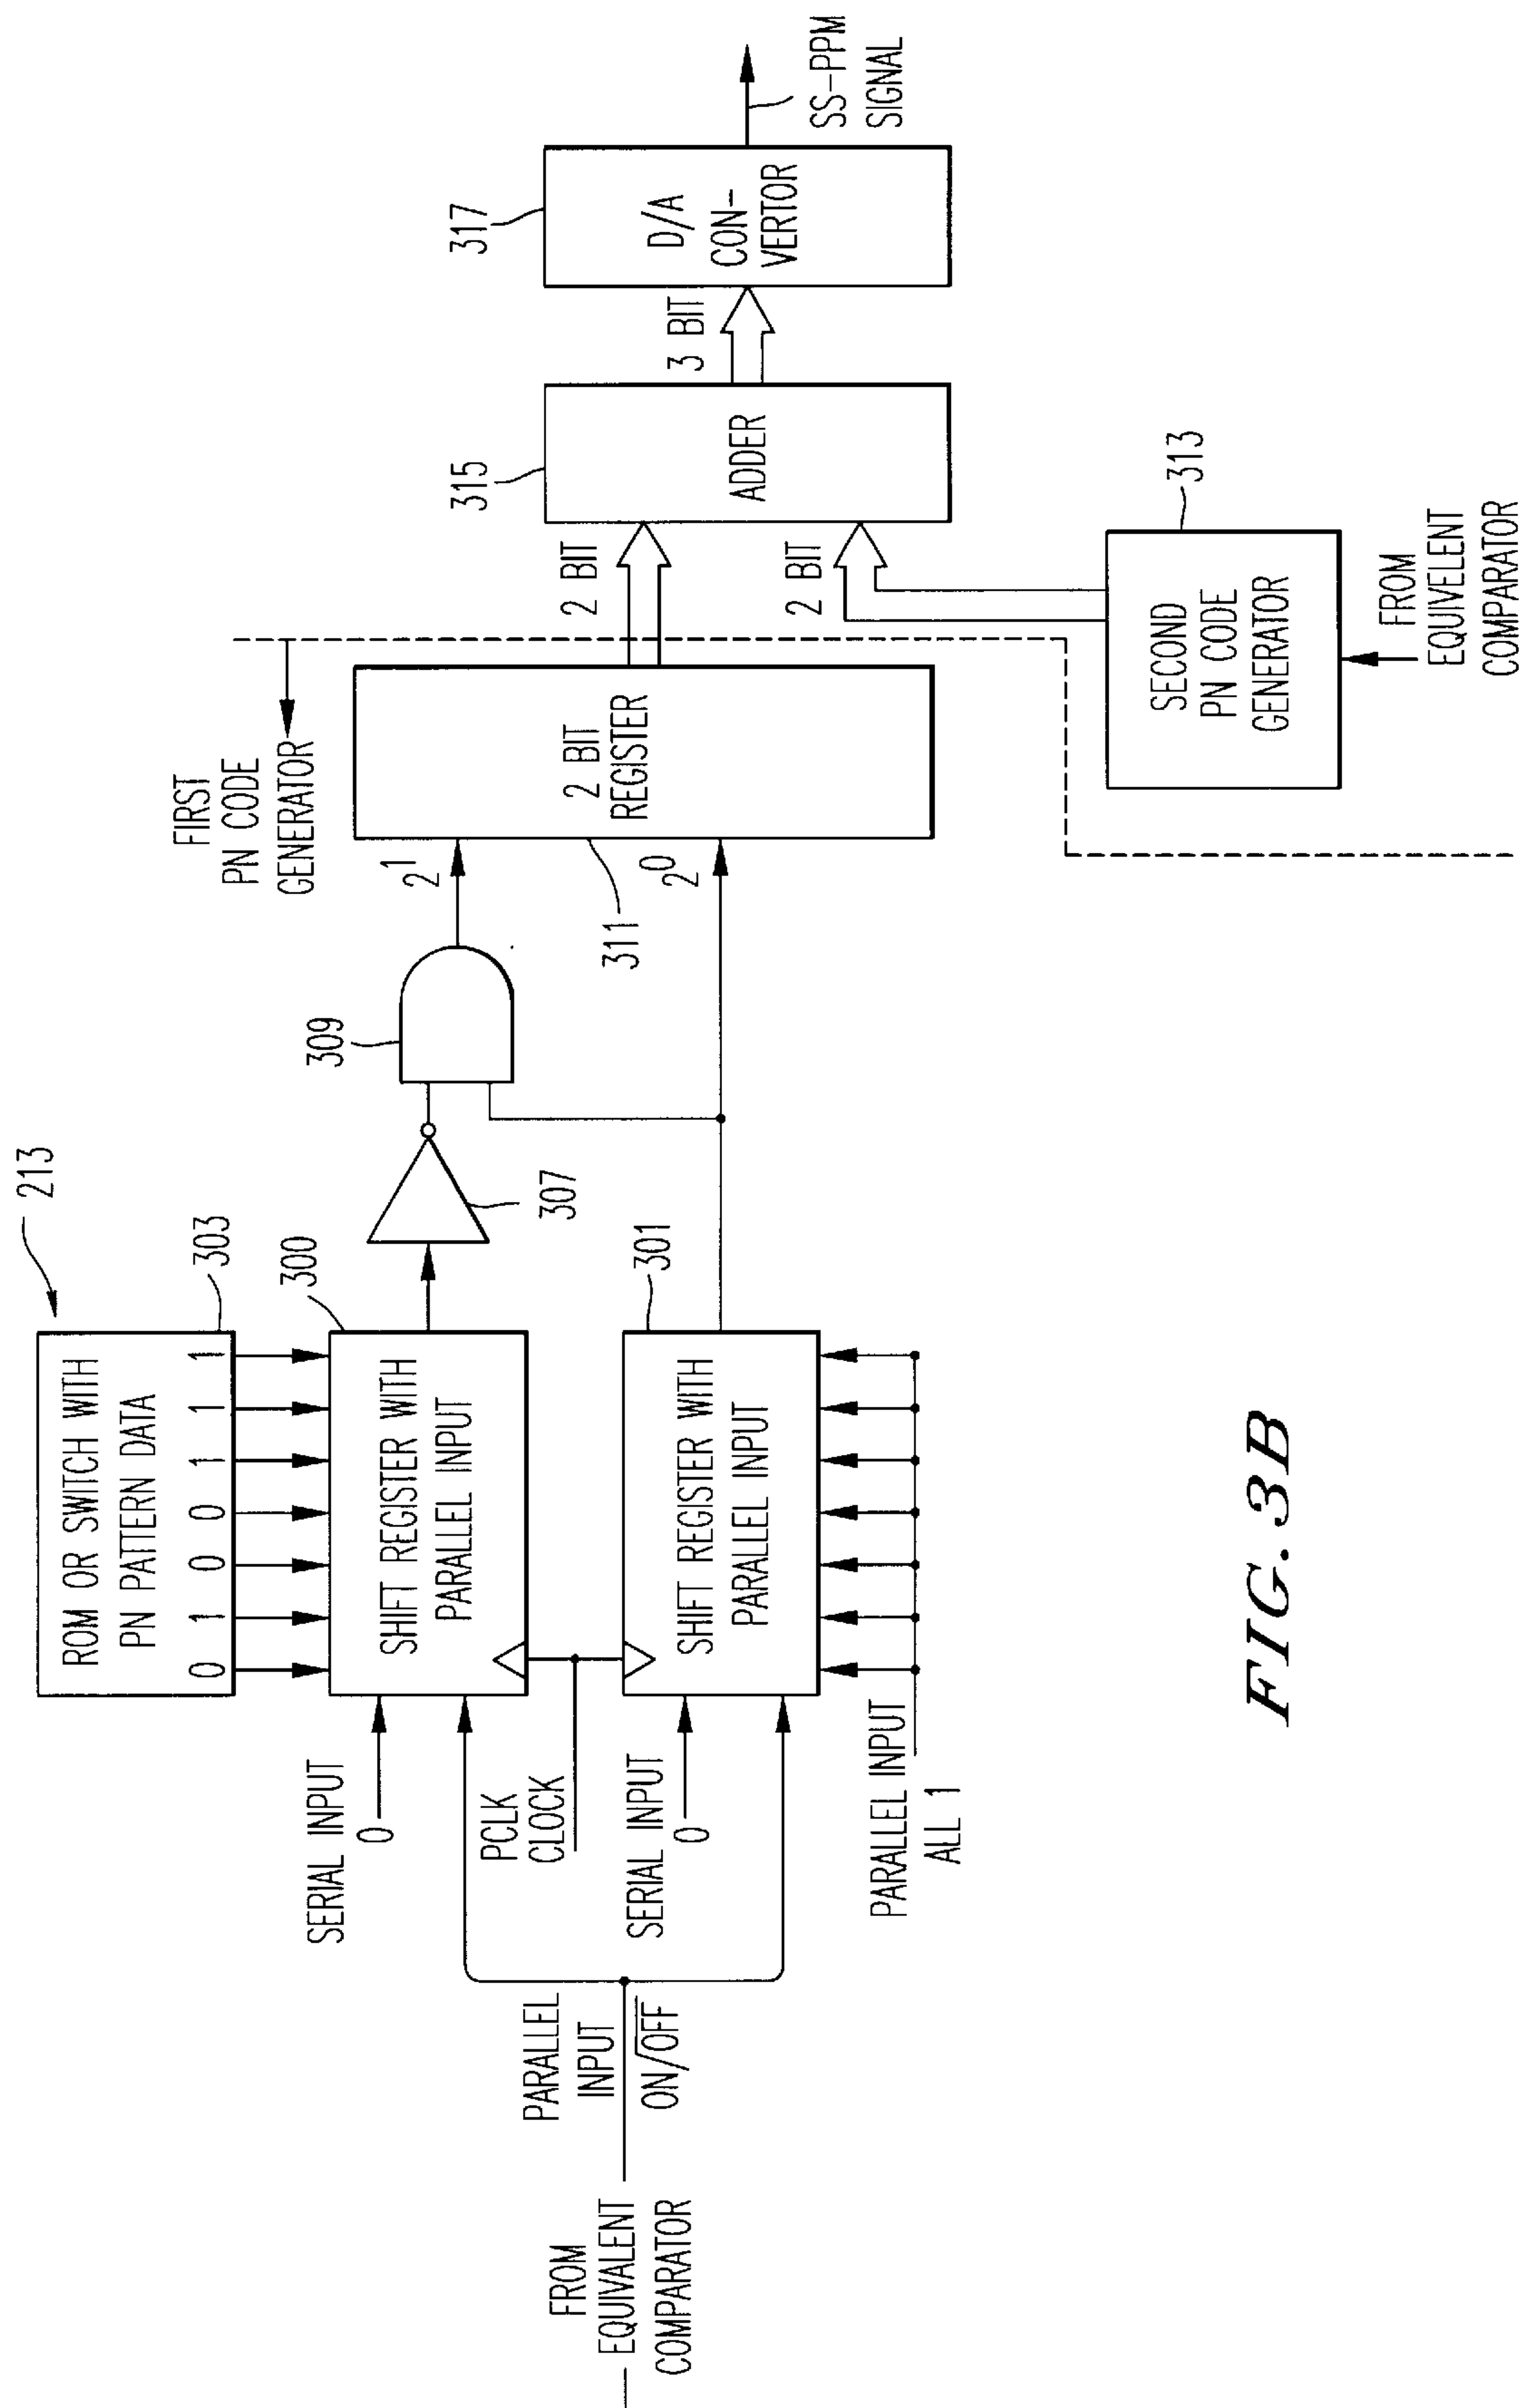 213
ROM OR SWITCH WITH
PN PATTERN DATA
0 1 0 0 1 1 1
303
SERIAL INPUT
0
SHIFT REGISTER WITH
PARALLEL INPUT
300
307
309
FIRST
PN CODE
GENERATOR
PCLK
CLOCK
SERIAL INPUT
0
SHIFT REGISTER WITH
PARALLEL INPUT
301
PARALLEL INPUT
ALL 1
FROM
EQUIVALENT
COMPARATOR
PARALLEL
INPUT
ON/OFF
2¹
2⁰
311
2 BIT
REGISTER
2 BIT
2 BIT
315
ADDER
3 BIT
317
D/A
CON-
VERTOR
SS-PPM
SIGNAL
SECOND
PN CODE
GENERATOR
313
FROM
EQUIVELENT
COMPARATOR
FIG. 3B